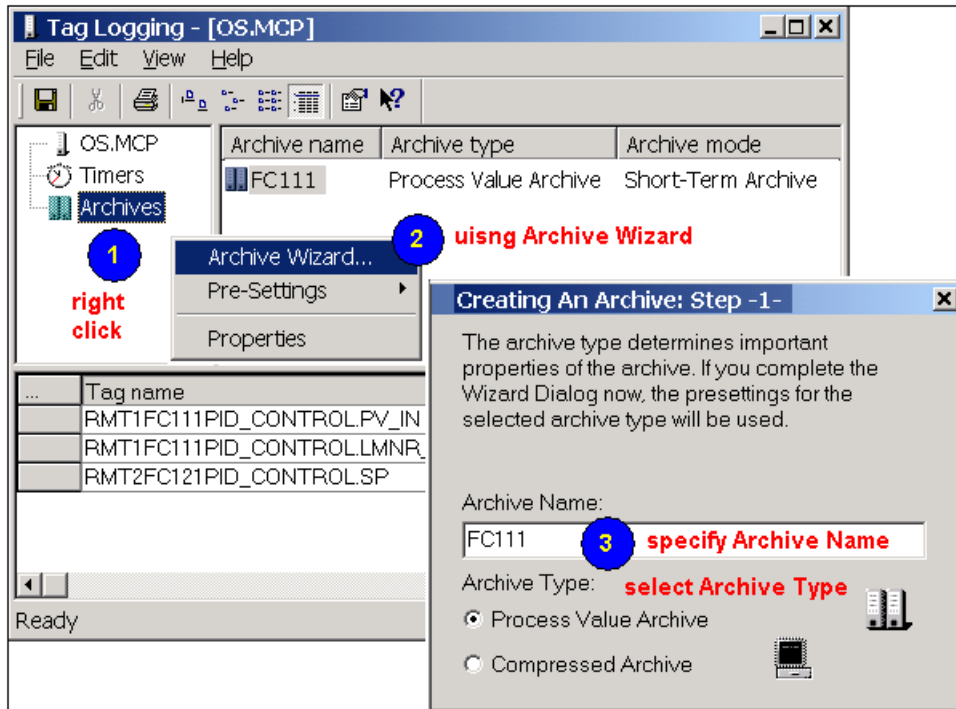 Tag Logging - [OS.MCP]
File Edit View Help
OS.MCP
Timers
Archives
Archive name Archive type Archive mode
FC111 Process Value Archive Short-Term Archive
1
right
click
2 uisng Archive Wizard
Archive Wizard...
Pre-Settings
Properties
... Tag name
RMT1FC111PID_CONTROL.PV_IN
RMT1FC111PID_CONTROL.LMNR_
RMT2FC121PID_CONTROL.SP
Ready
Creating An Archive: Step -1-
The archive type determines important
properties of the archive. If you complete the
Wizard Dialog now, the presettings for the
selected archive type will be used.
Archive Name:
FC111 3 specify Archive Name
Archive Type: select Archive Type
Process Value Archive
Compressed Archive